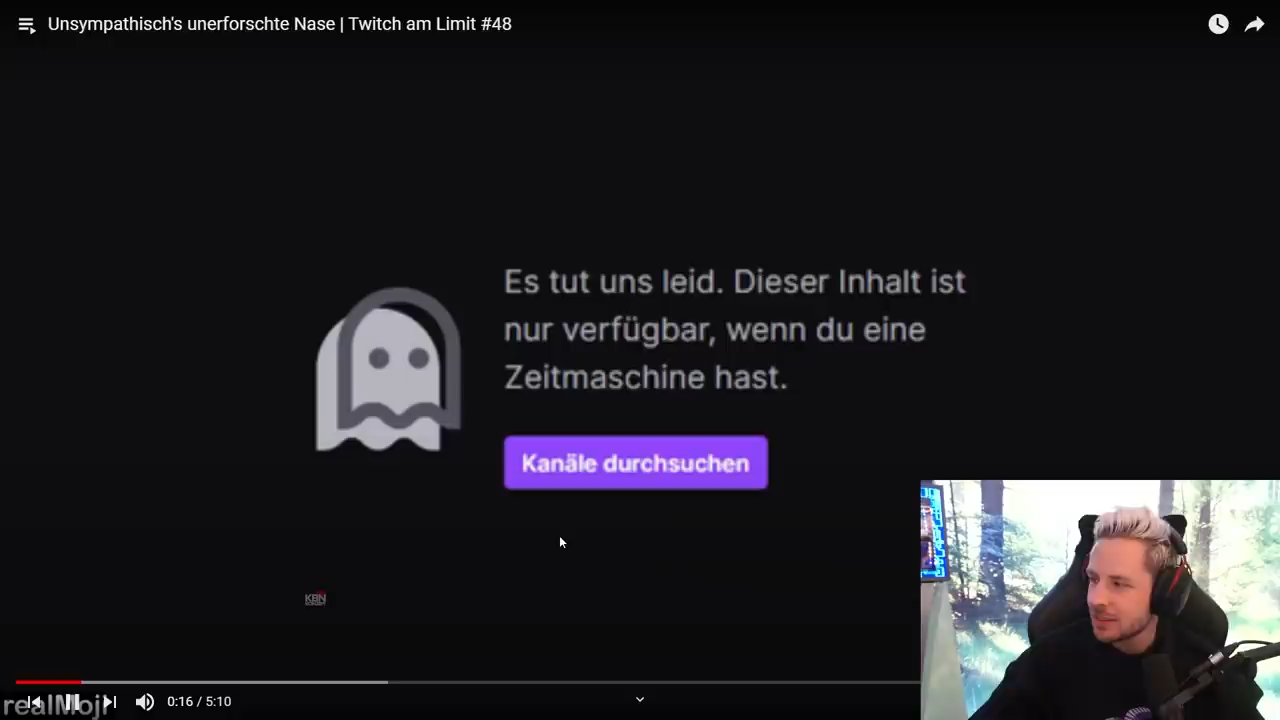 Unsympathisch's unerforschte Nase | Twitch am Limit #48
Es tut uns leid. Dieser Inhalt ist
nur verfügbar, wenn du eine
Zeitmaschine hast.
Kanäle durchsuchen
KBN
0:16 / 5:10
realMoji